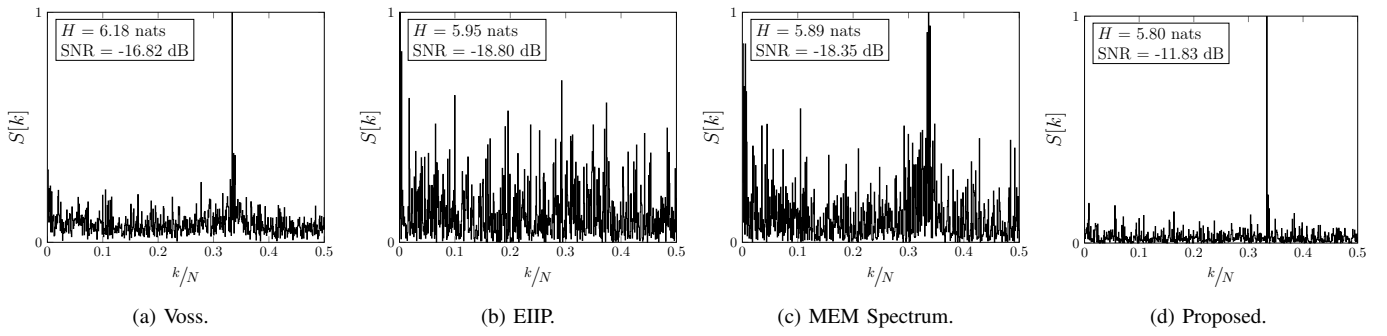 1
H = 6.18 nats
SNR = -16.82 dB
S[k]
0
0 0.1 0.2 0.3 0.4 0.5
k/N
(a) Voss.
1
H = 5.95 nats
SNR = -18.80 dB
S[k]
0
0 0.1 0.2 0.3 0.4 0.5
k/N
(b) EIIP.
1
H = 5.89 nats
SNR = -18.35 dB
S[k]
0
0 0.1 0.2 0.3 0.4 0.5
k/N
(c) MEM Spectrum.
1
H = 5.80 nats
SNR = -11.83 dB
S[k]
0
0 0.1 0.2 0.3 0.4 0.5
k/N
(d) Proposed.